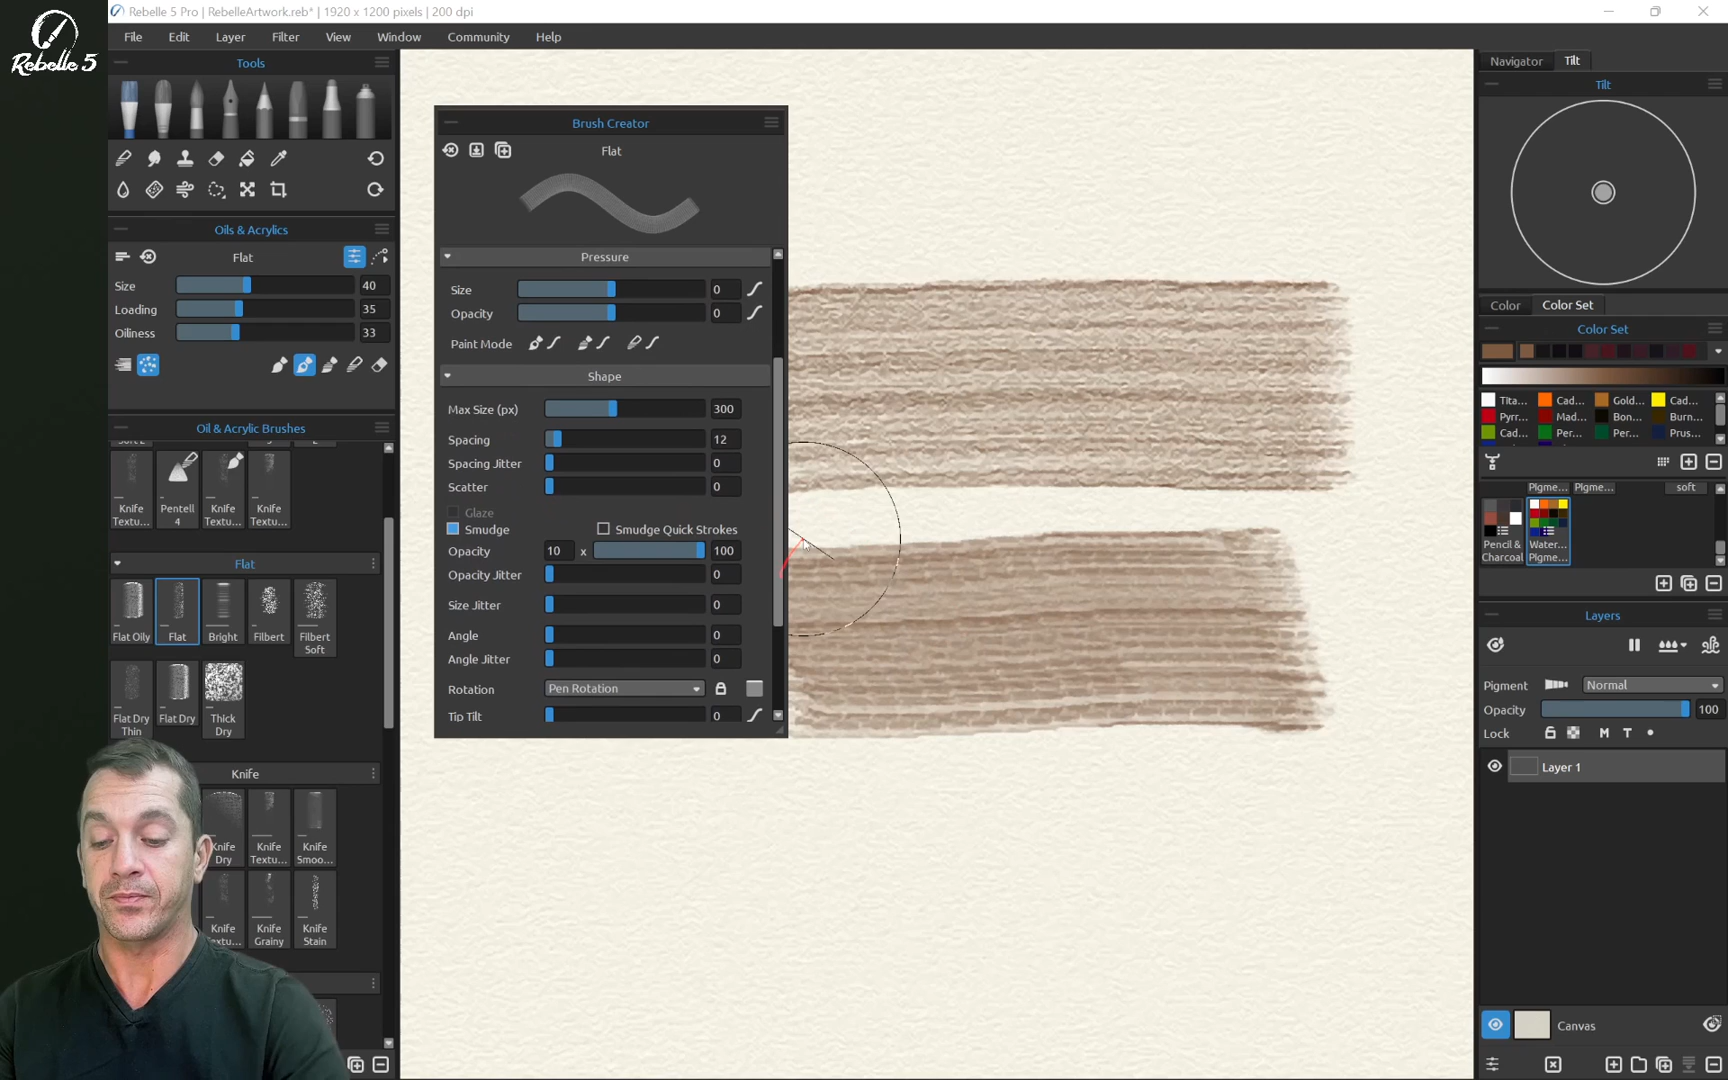 Rebelle 5
Rebelle 5 Pro | RebelleArtwork.reb* | 1920 x 1200 pixels | 200 dpi
File Edit Layer Filter View Window Community Help
Tools
Oils & Acrylics
Flat
Size 40
Loading 35
Oiliness 33
Oil & Acrylic Brushes
Knife Textu... Pentell 4 Knife Textu... Knife Textu...
Flat
Flat Oily Flat Bright Filbert Filbert Soft
Flat Dry Thin Flat Dry Thick Dry
Knife
Knife Dry Knife Textu... Knife Smoo...
Knife Textu... Knife Grainy Knife Stain
Brush Creator
Flat
Pressure
Size 0
Opacity 0
Paint Mode
Shape
Max Size (px) 300
Spacing 12
Spacing Jitter 0
Scatter 0
Glaze
Smudge Smudge Quick Strokes
Opacity 10 x 100
Opacity Jitter 0
Size Jitter 0
Angle 0
Angle Jitter 0
Rotation Pen Rotation
Tip Tilt 0
Navigator Tilt
Tilt
Color Color Set
Color Set
Tita... Cad... Gold... Cad...
Pyrr... Mad... Bon... Burn...
Cad... Per... Per... Prus...
Pigme... Pigme... soft
Pencil & Charcoal Water... Pigme...
Layers
Pigment Normal
Opacity 100
Lock M T
Layer 1
Canvas